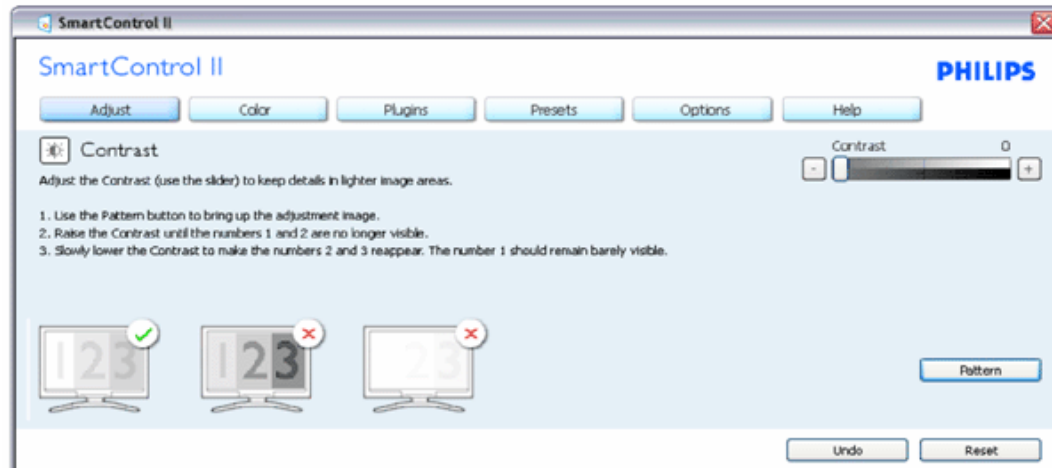 SmartControl II
SmartControl II
PHILIPS
Adjust Color Plugins Presets Options Help
Contrast
Contrast 0
- +
Adjust the Contrast (use the slider) to keep details in lighter image areas.
1. Use the Pattern button to bring up the adjustment image.
2. Raise the Contrast until the numbers 1 and 2 are no longer visible.
3. Slowly lower the Contrast to make the numbers 2 and 3 reappear. The number 1 should remain barely visible.
123 123 23
Pattern
Undo Reset